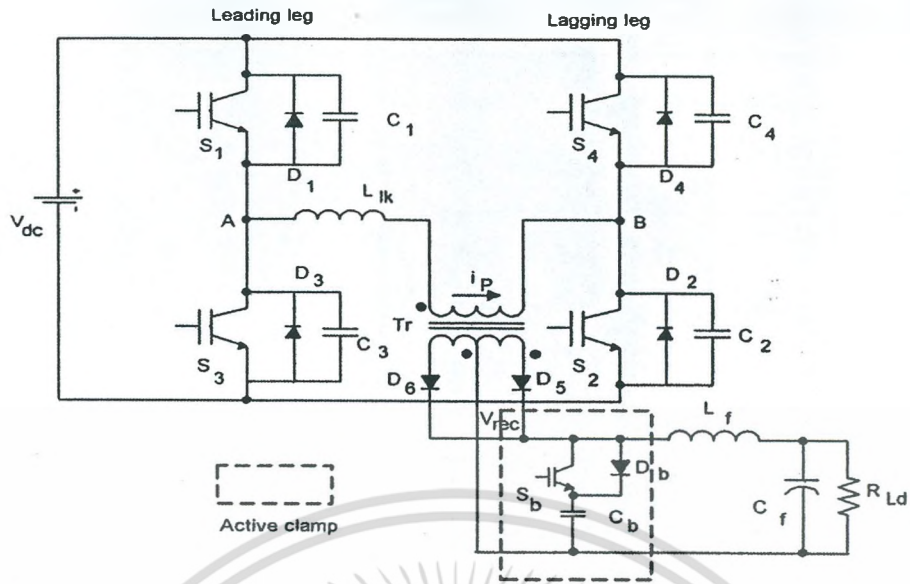 Leading leg
Lagging leg
S1
D1
C1
S4
D4
C4
Vdc
A
Llk
B
iP
D3
S3
C3
Tr
D2
S2
C2
D6
D5
Vrec
Lf
Sb
Db
Cb
Cf
RLd
Active clamp